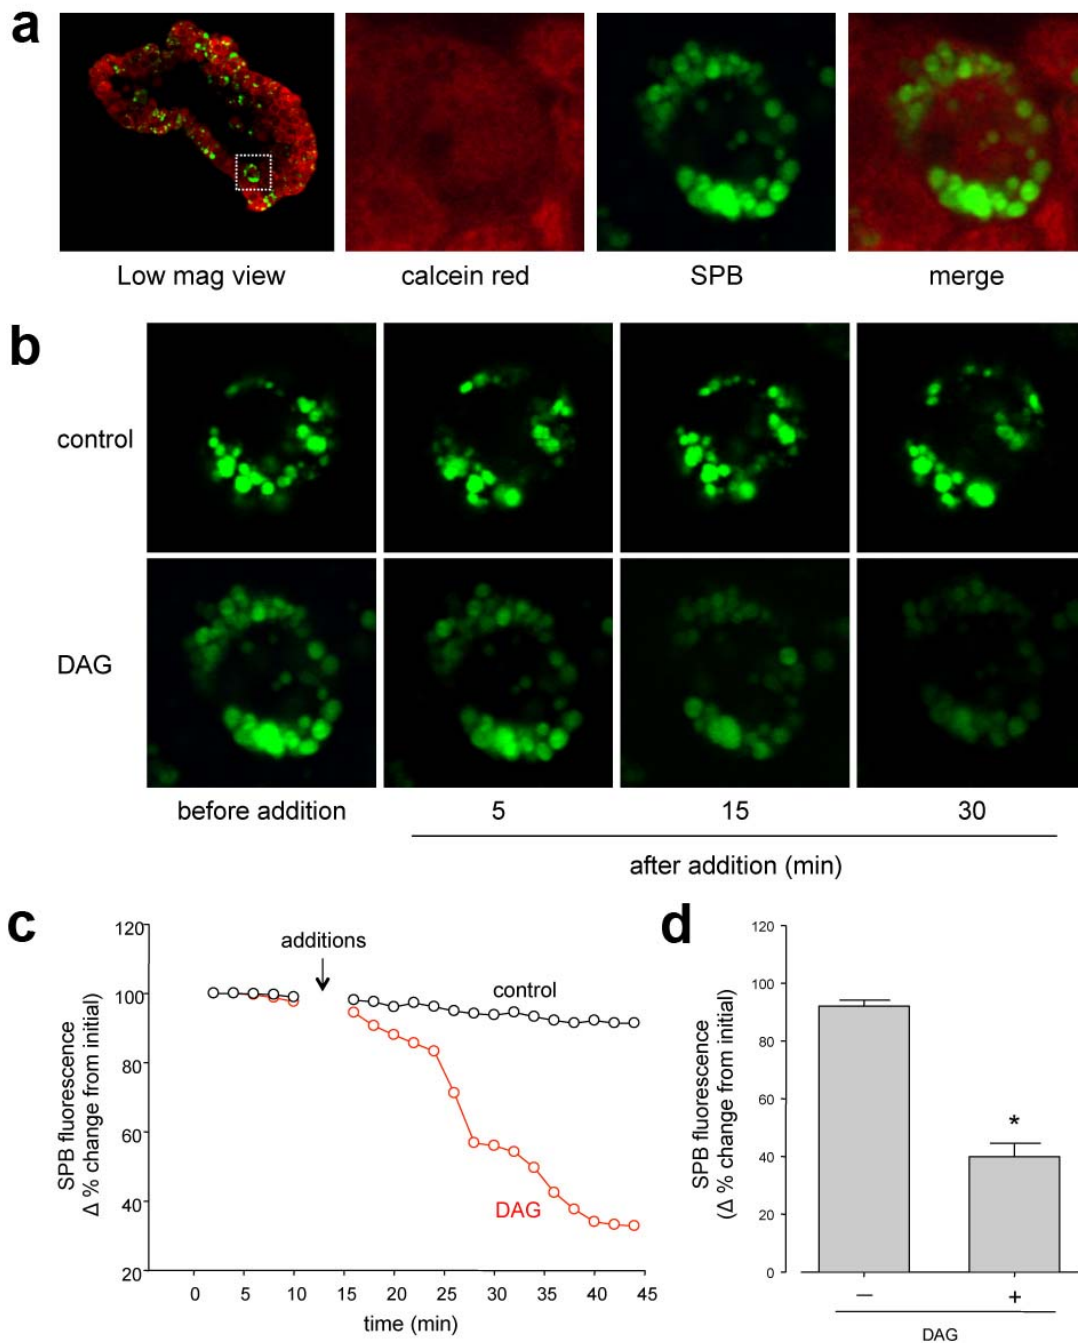 a
Low mag view
calcein red
SPB
merge
b
control
DAG
before addition
5
15
30
after addition (min)
c
SPB fluorescence
Δ % change from initial)
120
100
80
60
40
20
additions
control
DAG
0 5 10 15 20 25 30 35 40 45
time (min)
d
SPB fluorescence
(Δ % change from initial)
120
100
80
60
40
20
0
*
— +
DAG